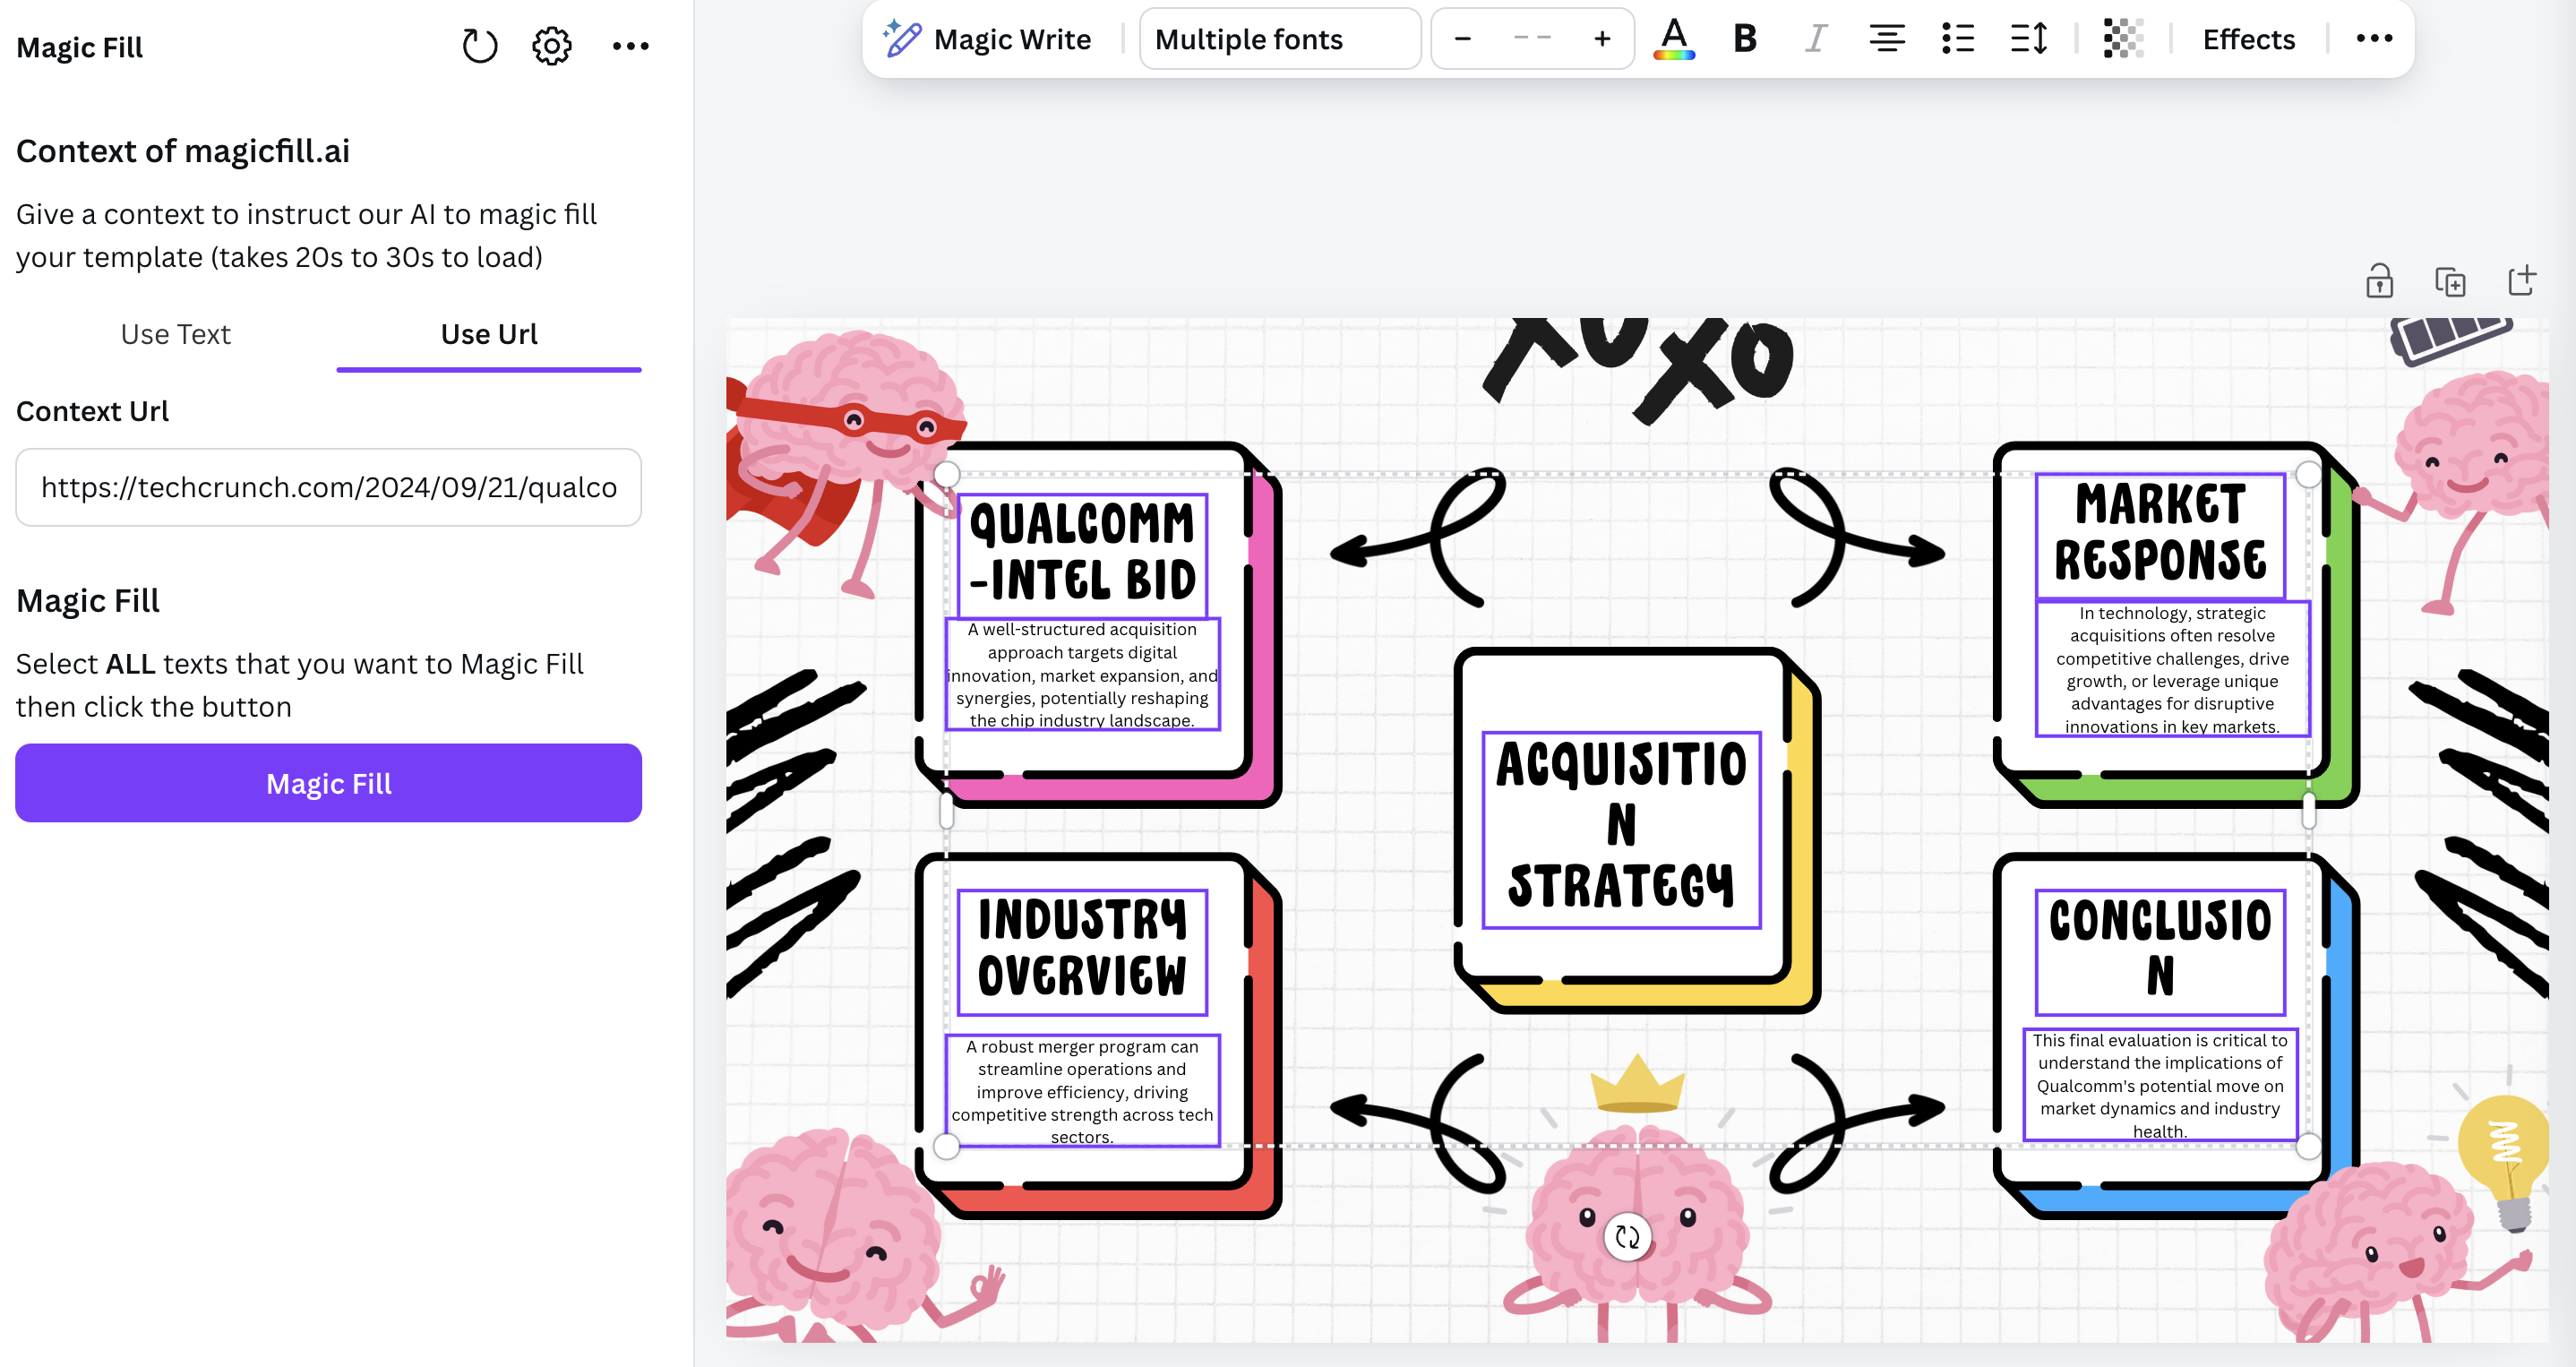 Magic Fill
Context of magicfill.ai
Give a context to instruct our AI to magic fill
your template (takes 20s to 30s to load)
Use Text
Use Url
Context Url
https://techcrunch.com/2024/09/21/qualco
Magic Fill
Select ALL texts that you want to Magic Fill
then click the button
Magic Fill
Magic Write
Multiple fonts
– – – +
A
B
I
Effects
XOXO
QUALCOMM
-INTEL BID
A well-structured acquisition
approach targets digital
innovation, market expansion, and
synergies, potentially reshaping
the chip industry landscape.
MARKET
RESPONSE
In technology, strategic
acquisitions often resolve
competitive challenges, drive
growth, or leverage unique
advantages for disruptive
innovations in key markets.
ACQUISITIO
N
STRATEGY
INDUSTRY
OVERVIEW
A robust merger program can
streamline operations and
improve efficiency, driving
competitive strength across tech
sectors.
CONCLUSIO
N
This final evaluation is critical to
understand the implications of
Qualcomm's potential move on
market dynamics and industry
health.